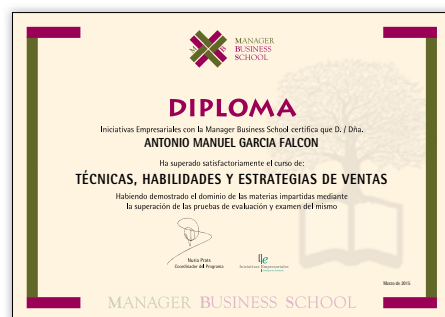 M B S
MANAGER
BUSINESS
SCHOOL
DIPLOMA
Iniciativas Empresariales con la Manager Business School certifica que D. / Dña.
ANTONIO MANUEL GARCIA FALCON
Ha superado satisfactoriamente el curso de:
TÉCNICAS, HABILIDADES Y ESTRATEGIAS DE VENTAS
Habiendo demostrado el dominio de las materias impartidas mediante
la superación de las pruebas de evaluación y examen del mismo
Nuria Prats
Coordinador del Programa
Iniciativas Empresariales
Marzo de 2015
MANAGER BUSINESS SCHOOL